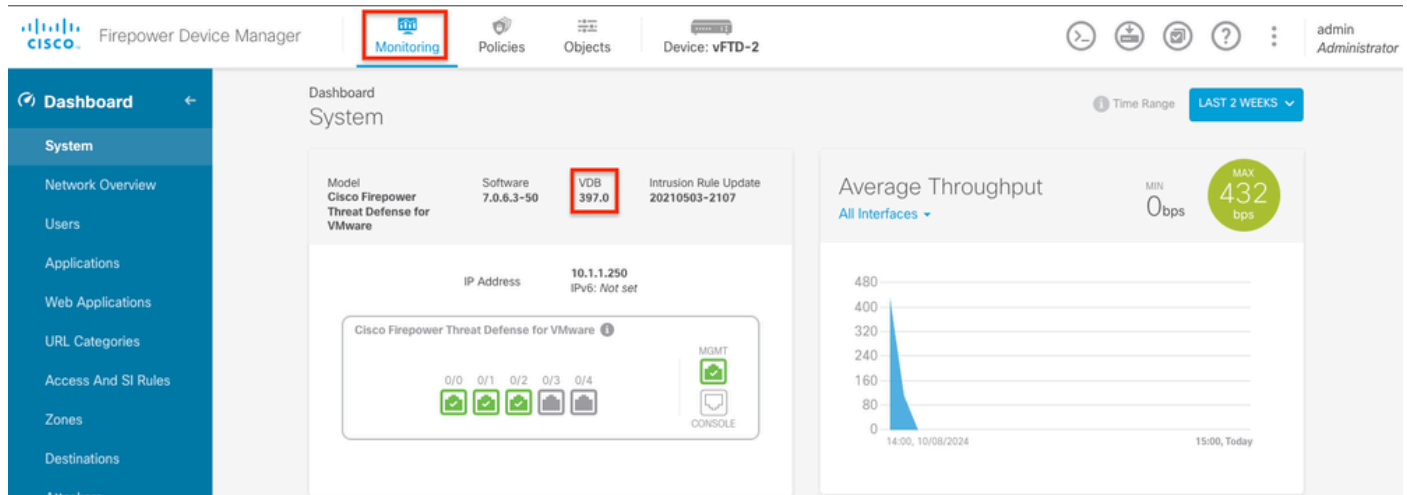 CISCO
Firepower Device Manager
Monitoring
Policies
Objects
Device: vFTD-2
admin
Administrator
Dashboard
System
Network Overview
Users
Applications
Web Applications
URL Categories
Access And SI Rules
Zones
Destinations
Dashboard
System
Time Range
LAST 2 WEEKS
Model
Cisco Firepower
Threat Defense for
VMware
Software
7.0.6.3-50
VDB
397.0
Intrusion Rule Update
20210503-2107
IP Address
10.1.1.250
IPv6: Not set
Cisco Firepower Threat Defense for VMware
0/0 0/1 0/2 0/3 0/4
MGMT
CONSOLE
Average Throughput
All Interfaces
MIN
0bps
MAX
432
bps
480
400
320
240
160
80
0
14:00, 10/08/2024
15:00, Today